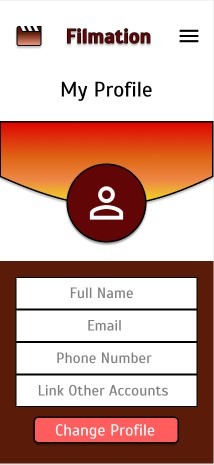 Filmation
My Profile
Full Name
Email
Phone Number
Link Other Accounts
Change Profile